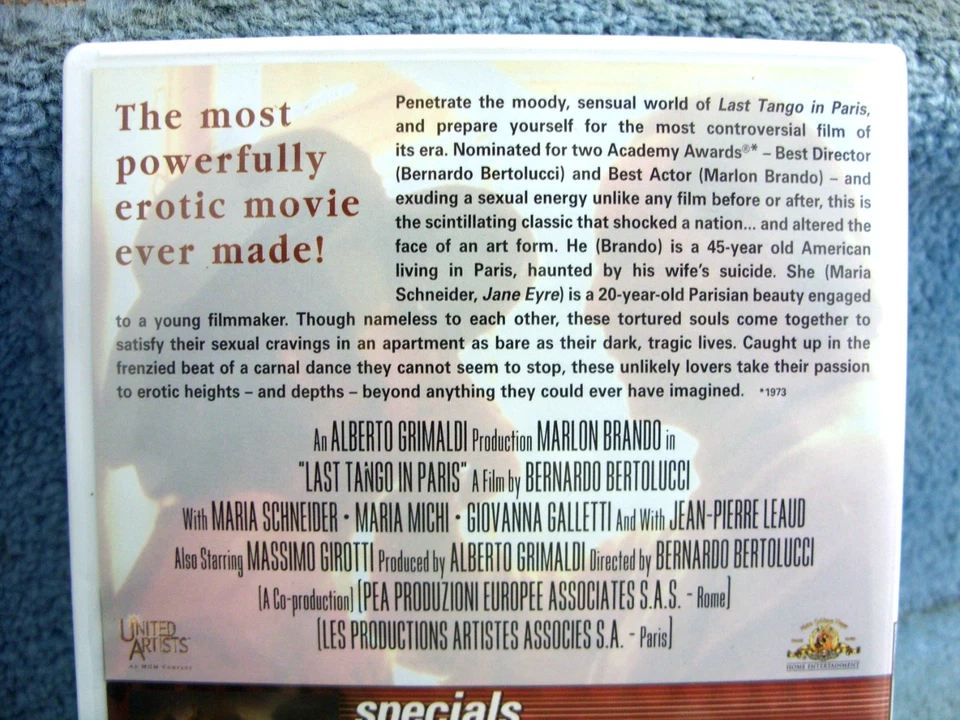 The most
powerfully
erotic movie
ever made!
Penetrate the moody, sensual world of Last Tango in Paris,
and prepare yourself for the most controversial film of
its era. Nominated for two Academy Awards®* – Best Director
(Bernardo Bertolucci) and Best Actor (Marlon Brando) – and
exuding a sexual energy unlike any film before or after, this is
the scintillating classic that shocked a nation... and altered the
face of an art form. He (Brando) is a 45-year old American
living in Paris, haunted by his wife's suicide. She (Maria
Schneider, Jane Eyre) is a 20-year-old Parisian beauty engaged
to a young filmmaker. Though nameless to each other, these tortured souls come together to
satisfy their sexual cravings in an apartment as bare as their dark, tragic lives. Caught up in the
frenzied beat of a carnal dance they cannot seem to stop, these unlikely lovers take their passion
to erotic heights – and depths – beyond anything they could ever have imagined. *1973
An ALBERTO GRIMALDI Production MARLON BRANDO in
"LAST TANGO IN PARIS" A Film by BERNARDO BERTOLUCCI
With MARIA SCHNEIDER • MARIA MICHI • GIOVANNA GALLETTI And With JEAN-PIERRE LEAUD
Also Starring MASSIMO GIROTTI Produced by ALBERTO GRIMALDI Directed by BERNARDO BERTOLUCCI
(A Co-production) (PEA PRODUZIONI EUROPEE ASSOCIATES S.A.S. - Rome)
(LES PRODUCTIONS ARTISTES ASSOCIES S.A. - Paris)
UNITED
ARTISTS
An MGM Company
Metro Goldwyn Mayer
HOME ENTERTAINMENT
specials